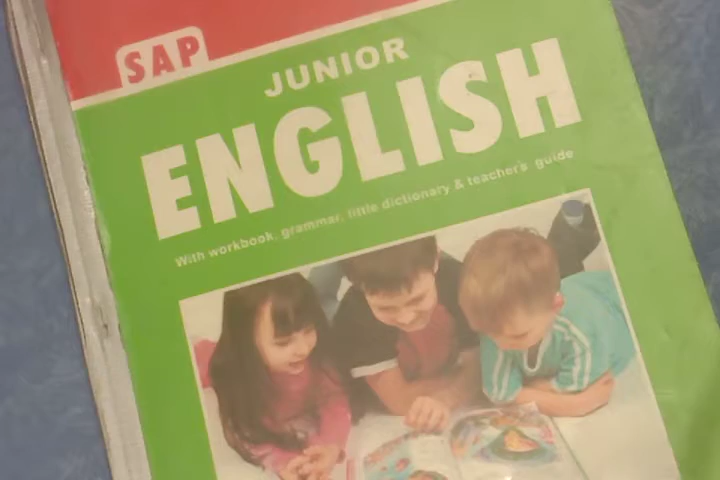 SAP
JUNIOR
ENGLISH
With workbook, grammar, little dictionary & teacher's guide